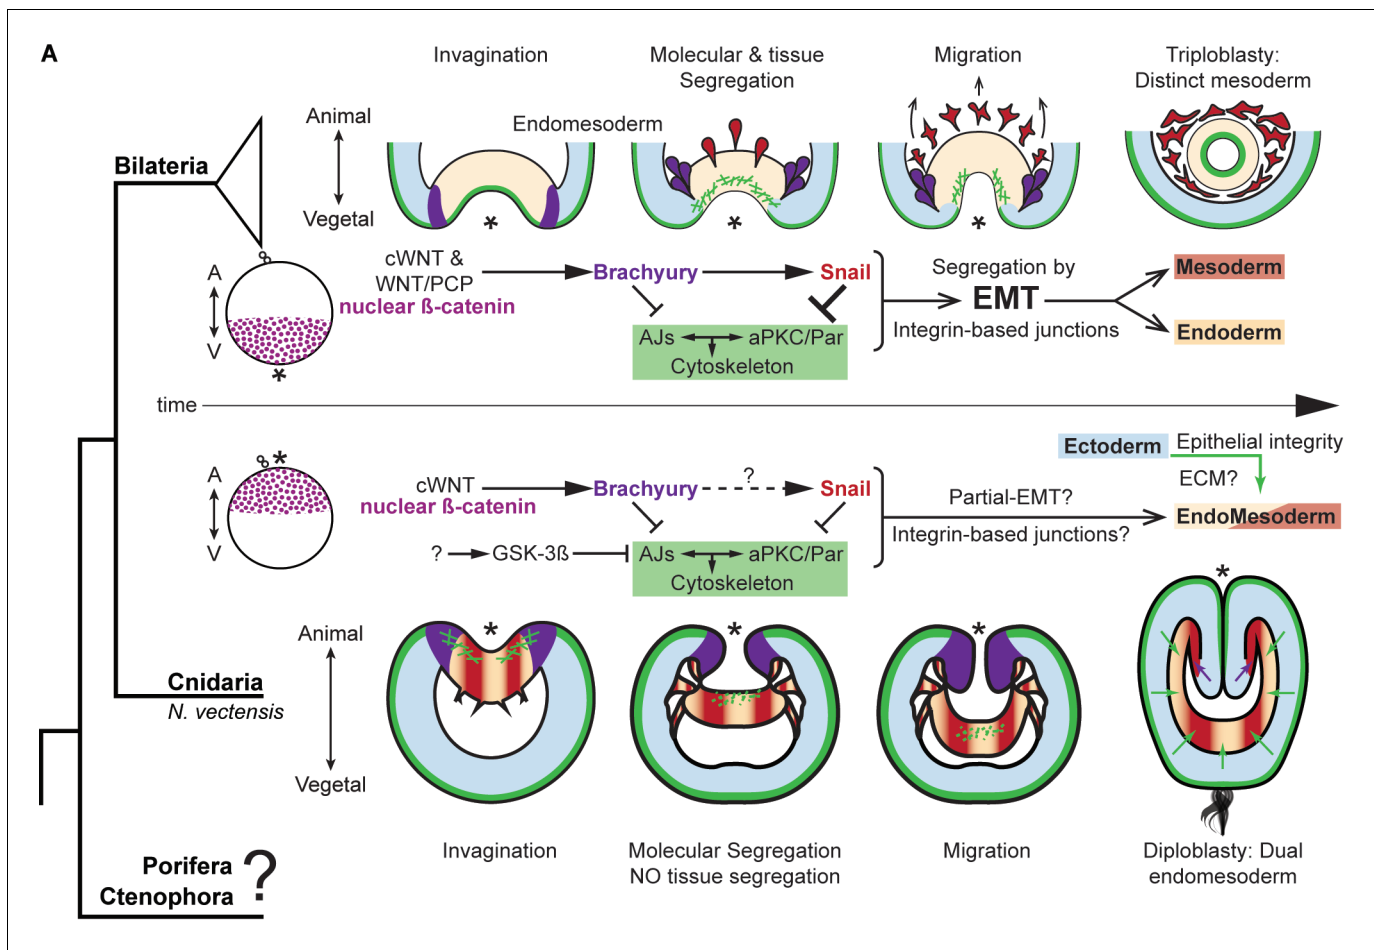 A
Invagination
Molecular & tissue
Segregation
Migration
Triploblasty:
Distinct mesoderm
Animal
Vegetal
Endomesoderm
*
*
*
Bilateria
A
V
*
cWNT &
WNT/PCP
nuclear ß-catenin
Brachyury
Snail
AJs
aPKC/Par
Cytoskeleton
Segregation by
EMT
Integrin-based junctions
Mesoderm
Endoderm
time
Ectoderm
Epithelial integrity
ECM?
EndoMesoderm
A
V
*
cWNT
nuclear ß-catenin
Brachyury
?
Snail
? GSK-3ß
AJs
aPKC/Par
Cytoskeleton
Partial-EMT?
Integrin-based junctions?
Cnidaria
N. vectensis
Animal
Vegetal
*
*
*
*
Invagination
Molecular Segregation
NO tissue segregation
Migration
Diploblasty: Dual
endomesoderm
Porifera
Ctenophora
?